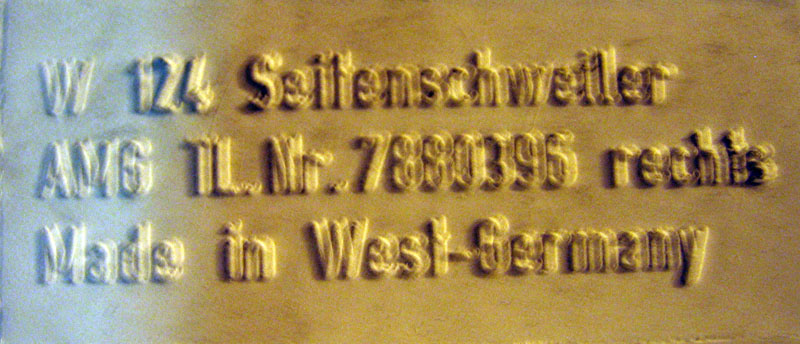 W 124 Seitenschweller
AMG TL.Nr.7880396 rechts
Made in West-Germany